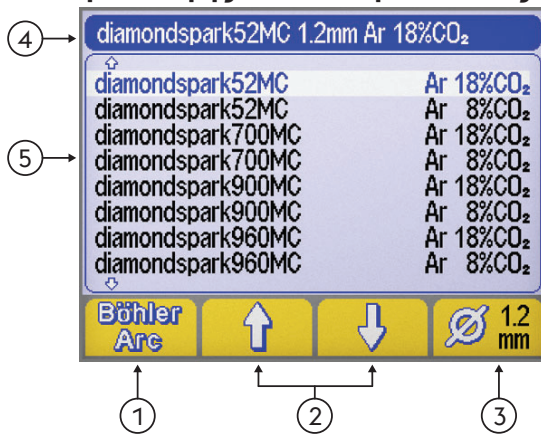 ④ diamondspark52MC 1.2mm Ar 18%CO₂
diamondspark52MC Ar 18%CO₂
diamondspark52MC Ar 8%CO₂
diamondspark700MC Ar 18%CO₂
diamondspark700MC Ar 8%CO₂
⑤
diamondspark900MC Ar 18%CO₂
diamondspark900MC Ar 8%CO₂
diamondspark960MC Ar 18%CO₂
diamondspark960MC Ar 8%CO₂
Böhler
Arc
Ø 1.2
mm
① ② ③